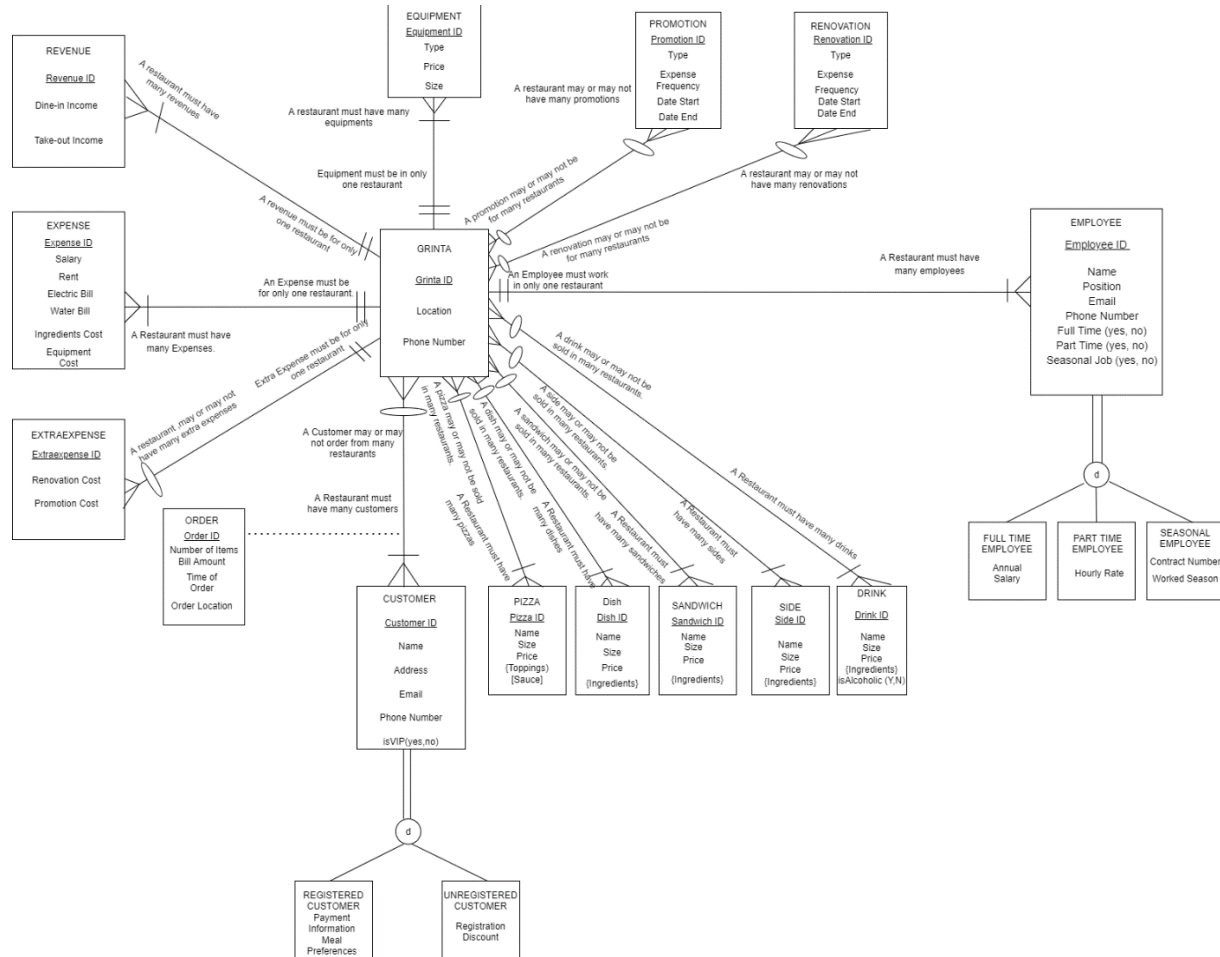 EQUIPMENT
Equipment ID
Type
Price
Size
PROMOTION
Promotion ID
Type
Expense
Frequency
Date Start
Date End
RENOVATION
Renovation ID
Type
Expense
Frequency
Date Start
Date End
REVENUE
Revenue ID
Dine-in Income
Take-out Income
A restaurant must have
many revenues
A restaurant must have many
equipments
Equipment must be in only
one restaurant
A restaurant may or may not
have many promotions
A promotion may or may not be
for many restaurants
A restaurant may or may not
have many renovations
A renovation may or may not be
for many restaurants
A revenue must be for only
one restaurant
EXPENSE
Expense ID
Salary
Rent
Electric Bill
Water Bill
Ingredients Cost
Equipment
Cost
An Expense must be
for only one restaurant.
A Restaurant must have
many Expenses.
GRINTA
Grinta ID
Location
Phone Number
An Employee must work
in only one restaurant
A Restaurant must have
many employees
EMPLOYEE
Employee ID
Name
Position
Email
Phone Number
Full Time (yes, no)
Part Time (yes, no)
Seasonal Job (yes, no)
Extra Expense must be for only
one restaurant
A restaurant .may or may not
have many extra expenses
EXTRAEXPENSE
Extraexpense ID
Renovation Cost
Promotion Cost
A Customer may or may
not order from many
restaurants
A Restaurant must
have many customers
A pizza may or may not be sold
in many restaurants.
A Restaurant must have
many pizzas
A dish may or may not be
sold in many restaurants.
A Restaurant must have
many dishes
A sandwich may or may not be
sold in many restaurants.
A Restaurant must
have many sandwiches
A side may or may not be
sold in many restaurants.
A Restaurant must
have many sides
A drink may or may not be
sold in many restaurants.
A Restaurant must have many drinks
d
FULL TIME
EMPLOYEE
Annual
Salary
PART TIME
EMPLOYEE
Hourly Rate
SEASONAL
EMPLOYEE
Contract Number
Worked Season
ORDER
Order ID
Number of Items
Bill Amount
Time of
Order
Order Location
CUSTOMER
Customer ID
Name
Address
Email
Phone Number
isVIP(yes,no)
PIZZA
Pizza ID
Name
Size
Price
{Toppings)
[Sauce]
Dish
Dish ID
Name
Size
Price
{Ingredients}
SANDWICH
Sandwich ID
Name
Size
Price
{Ingredients}
SIDE
Side ID
Name
Size
Price
{Ingredients}
DRINK
Drink ID
Name
Size
Price
{Ingredients}
isAlcoholic (Y,N)
d
REGISTERED
CUSTOMER
Payment
Information
Meal
Preferences
UNREGISTERED
CUSTOMER
Registration
Discount